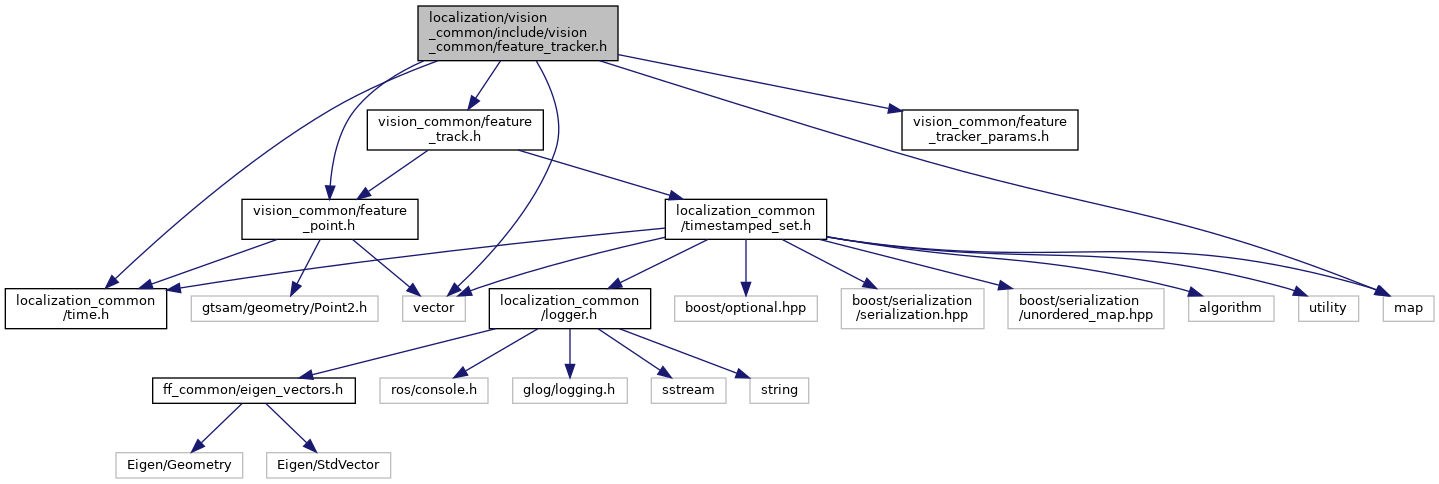 localization/vision
_common/include/vision
_common/feature_tracker.h
vision_common/feature
_track.h
vision_common/feature
_tracker_params.h
vision_common/feature
_point.h
localization_common
/timestamped_set.h
localization_common
/time.h
gtsam/geometry/Point2.h
vector
localization_common
/logger.h
boost/optional.hpp
boost/serialization
/serialization.hpp
boost/serialization
/unordered_map.hpp
algorithm
utility
map
ff_common/eigen_vectors.h
ros/console.h
glog/logging.h
sstream
string
Eigen/Geometry
Eigen/StdVector